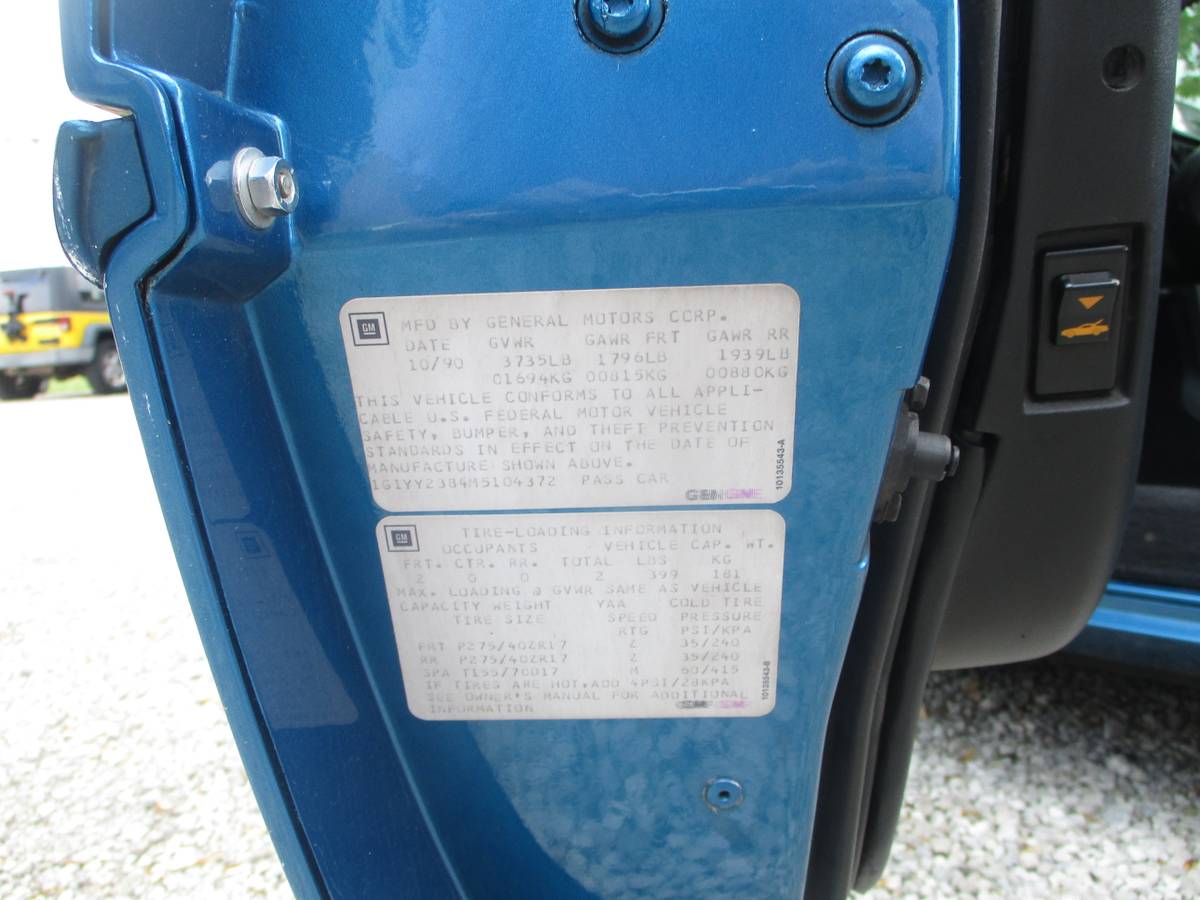 GM MFD BY GENERAL MOTORS CORP.
DATE GVWR GAWR FRT GAWR RR
10/90 3735LB 1796LB 1939LB
01694KG 00815KG 00880KG
THIS VEHICLE CONFORMS TO ALL APPLI-
CABLE U.S. FEDERAL MOTOR VEHICLE
SAFETY, BUMPER, AND THEFT PREVENTION
STANDARDS IN EFFECT ON THE DATE OF
MANUFACTURE SHOWN ABOVE.
1G1YY2384M5104372 PASS CAR
10135543-A
GM TIRE-LOADING INFORMATION
OCCUPANTS VEHICLE CAP. WT.
FRT. CTR. RR. TOTAL LBS KG
2 0 0 2 399 181
MAX. LOADING @ GVWR SAME AS VEHICLE
CAPACITY WEIGHT YAA COLD TIRE
TIRE SIZE SPEED PRESSURE
RTG PSI/KPA
FRT P275/40ZR17 Z 35/240
RR P275/40ZR17 Z 35/240
SPA T155/70D17 M 60/415
IF TIRES ARE HOT, ADD 4PSI/28KPA
SEE OWNER'S MANUAL FOR ADDITIONAL
INFORMATION
10135543-B